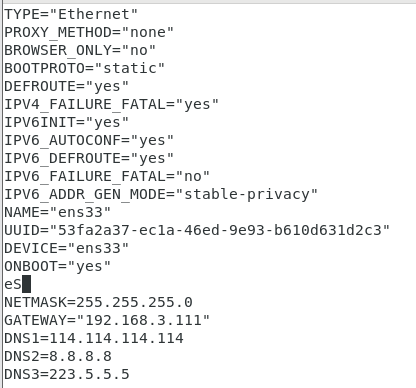 TYPE="Ethernet"
PROXY_METHOD="none"
BROWSER_ONLY="no"
BOOTPROTO="static"
DEFROUTE="yes"
IPV4_FAILURE_FATAL="yes"
IPV6INIT="yes"
IPV6_AUTOCONF="yes"
IPV6_DEFROUTE="yes"
IPV6_FAILURE_FATAL="no"
IPV6_ADDR_GEN_MODE="stable-privacy"
NAME="ens33"
UUID="53fa2a37-ec1a-46ed-9e93-b610d631d2c3"
DEVICE="ens33"
ONBOOT="yes"
eS
NETMASK=255.255.255.0
GATEWAY="192.168.3.111"
DNS1=114.114.114.114
DNS2=8.8.8.8
DNS3=223.5.5.5